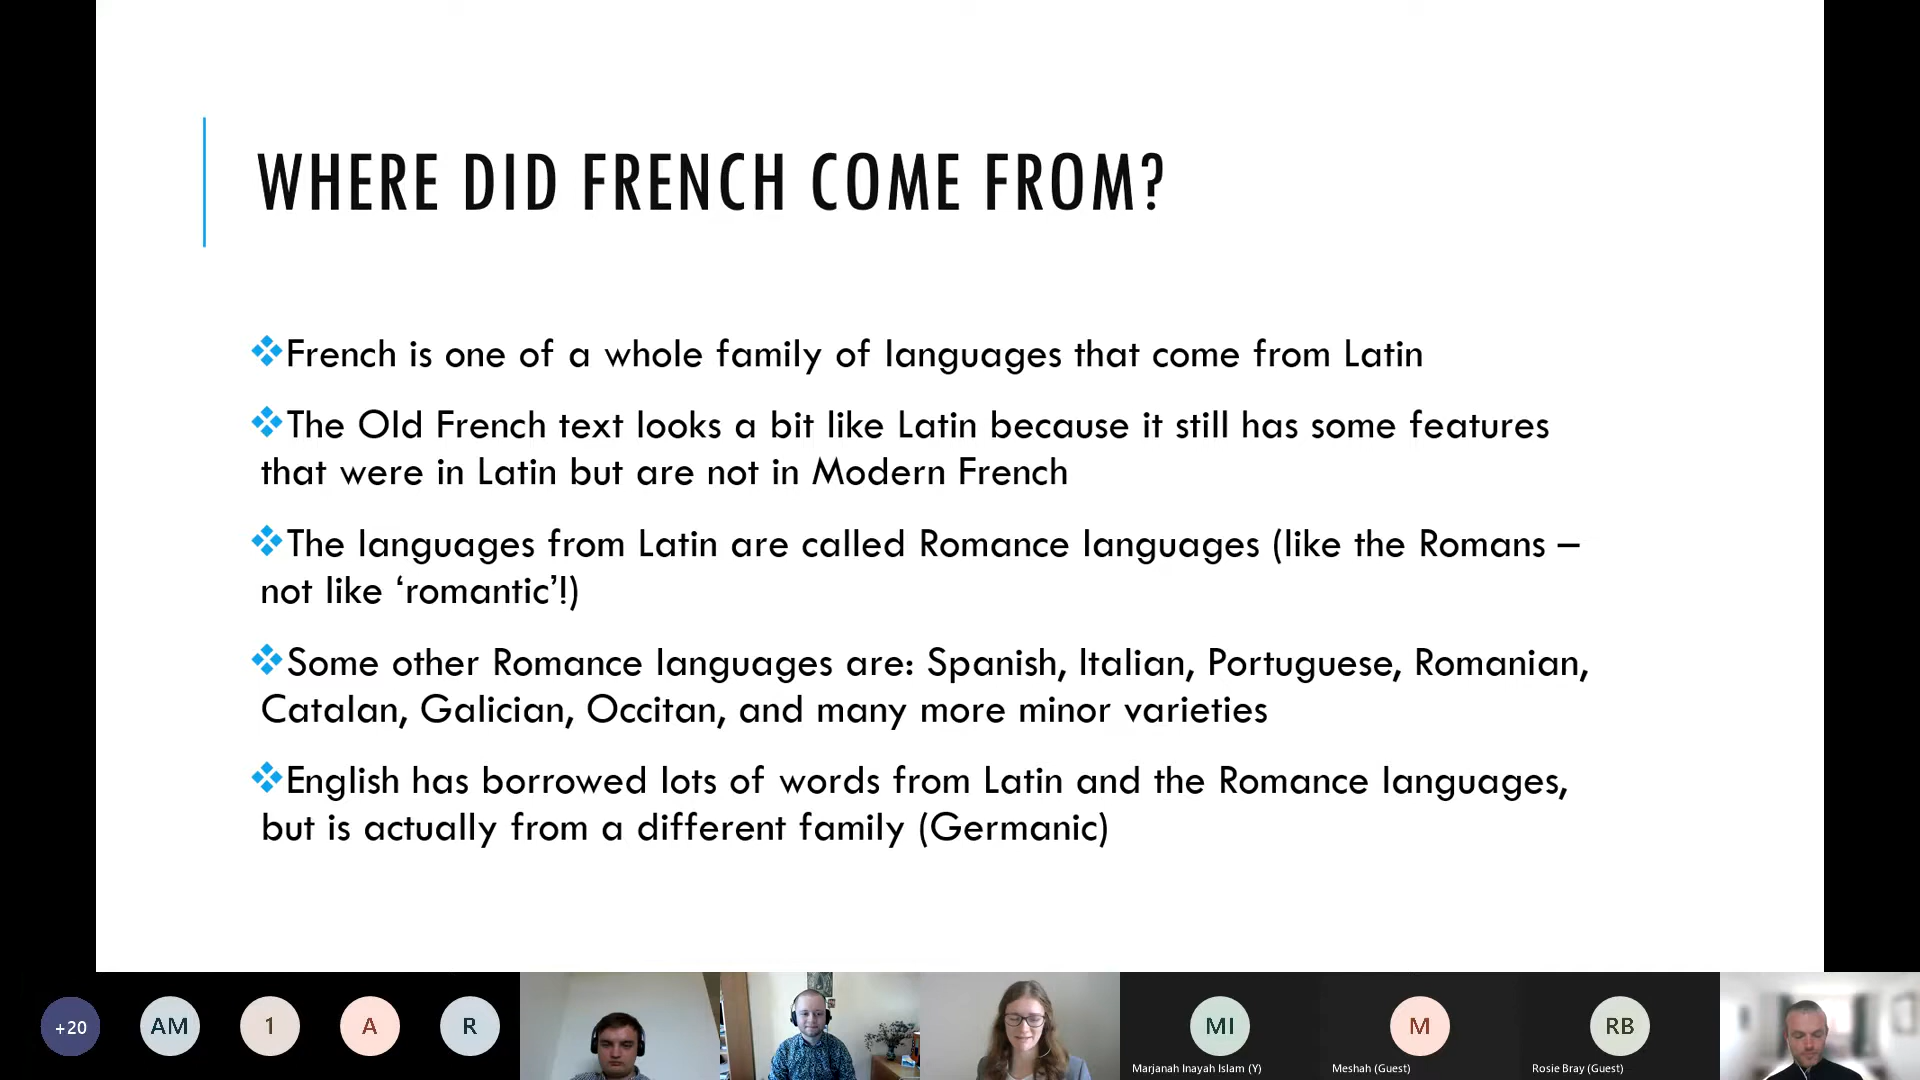 WHERE DID FRENCH COME FROM?
❖French is one of a whole family of languages that come from Latin
❖The Old French text looks a bit like Latin because it still has some features
that were in Latin but are not in Modern French
❖The languages from Latin are called Romance languages (like the Romans –
not like ‘romantic’!)
❖Some other Romance languages are: Spanish, Italian, Portuguese, Romanian,
Catalan, Galician, Occitan, and many more minor varieties
❖English has borrowed lots of words from Latin and the Romance languages,
but is actually from a different family (Germanic)
+20 AM 1 A R MI M RB
Marjanah Inayah Islam (Y) Meshah (Guest) Rosie Bray (Guest)